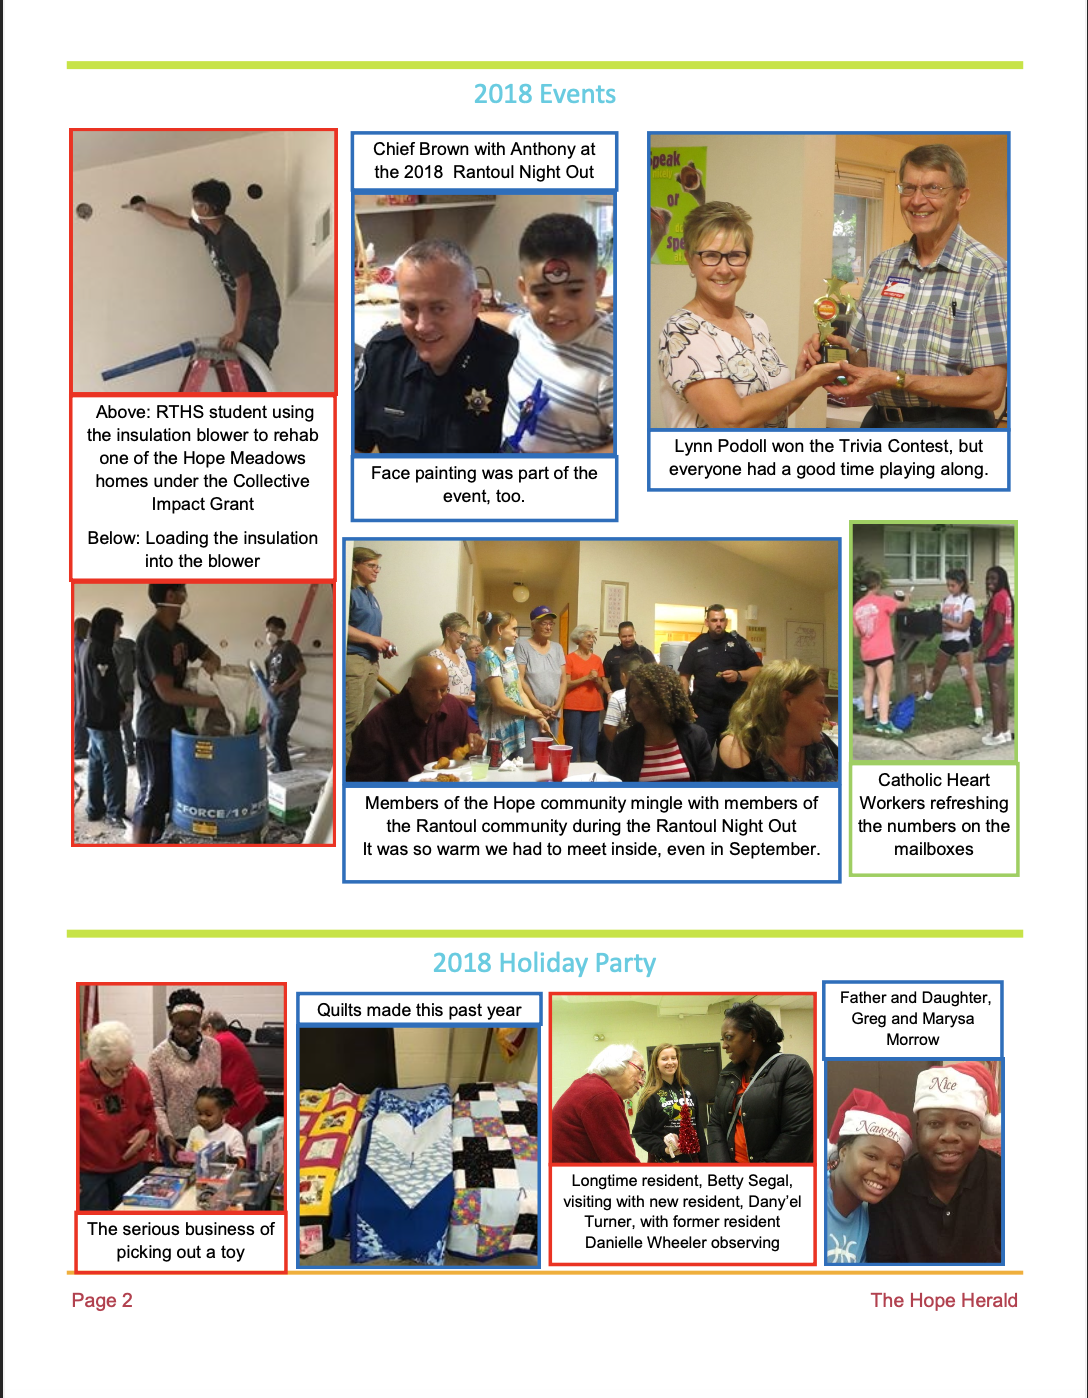 2018 Events
Above: RTHS student using
the insulation blower to rehab
one of the Hope Meadows
homes under the Collective
Impact Grant
Below: Loading the insulation
into the blower
FORCE/1
Chief Brown with Anthony at
the 2018  Rantoul Night Out
Face painting was part of the
event, too.
speak
or
Spe
Lynn Podoll won the Trivia Contest, but
everyone had a good time playing along.
Members of the Hope community mingle with members of
the Rantoul community during the Rantoul Night Out
It was so warm we had to meet inside, even in September.
Catholic Heart
Workers refreshing
the numbers on the
mailboxes
2018 Holiday Party
The serious business of
picking out a toy
Quilts made this past year
Longtime resident, Betty Segal,
visiting with new resident, Dany'el
Turner, with former resident
Danielle Wheeler observing
Father and Daughter,
Greg and Marysa
Morrow
Naughty
Nice
Page 2
The Hope Herald